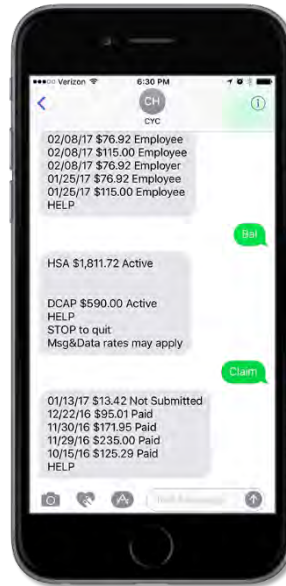 Verizon 6:30 PM
CH
CYC
02/08/17 $76.92 Employee
02/08/17 $115.00 Employee
02/08/17 $76.92 Employer
01/25/17 $76.92 Employee
01/25/17 $115.00 Employee
HELP
Bal
HSA $1,811.72 Active
DCAP $590.00 Active
HELP
STOP to quit
Msg&Data rates may apply
Claim
01/13/17 $13.42 Not Submitted
12/22/16 $95.01 Paid
11/30/16 $171.95 Paid
11/29/16 $235.00 Paid
10/15/16 $125.29 Paid
HELP